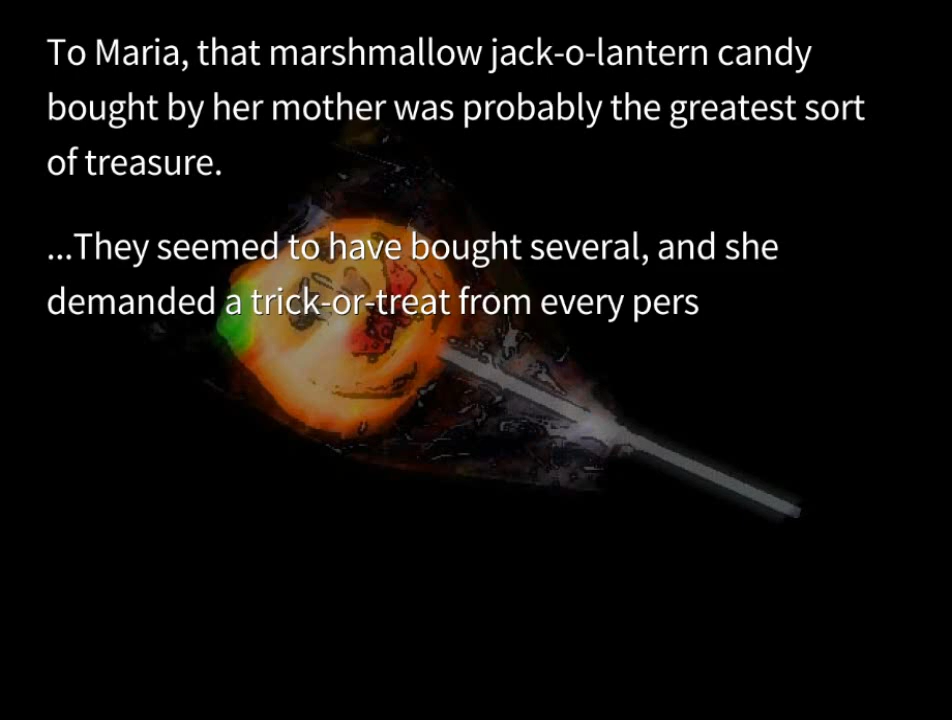 To Maria, that marshmallow jack-o-lantern candy
bought by her mother was probably the greatest sort
of treasure.
...They seemed to have bought several, and she
demanded a trick-or-treat from every pers